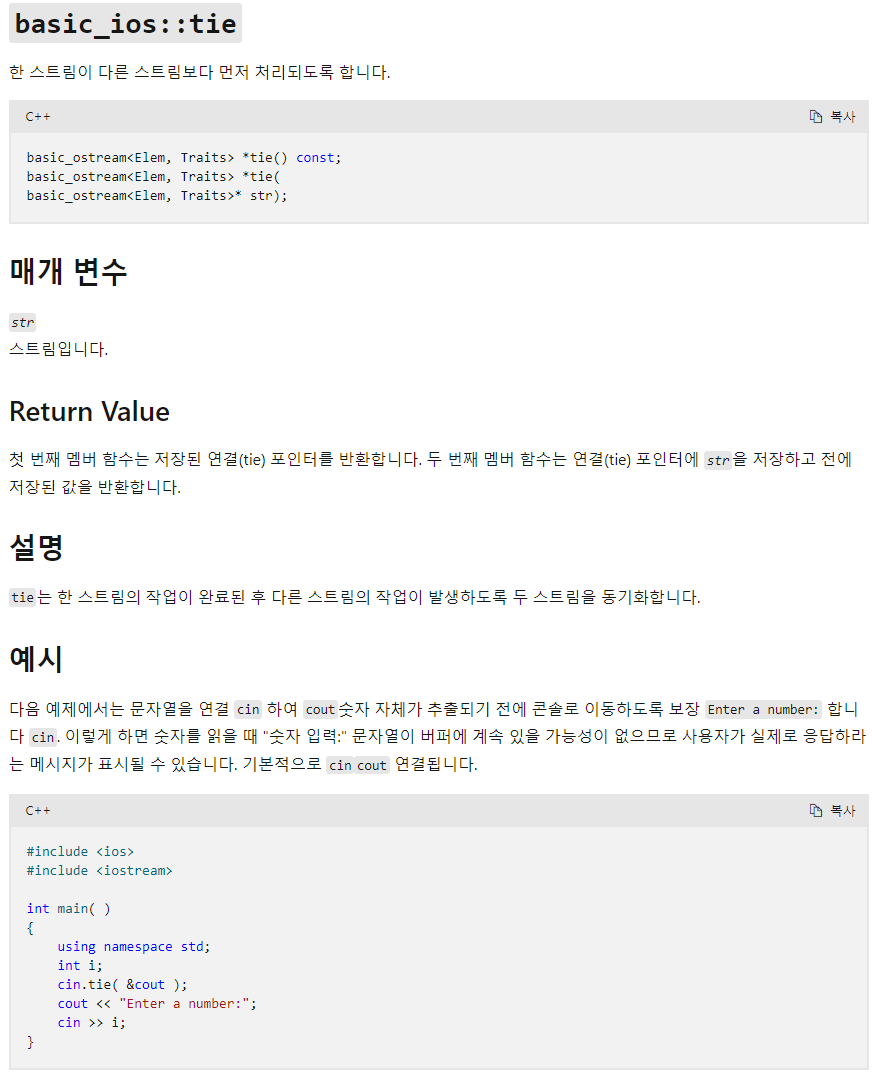 basic_ios::tie
한 스트림이 다른 스트림보다 먼저 처리되도록 합니다.
C++ 복사
basic_ostream<Elem, Traits> *tie() const;
basic_ostream<Elem, Traits> *tie(
basic_ostream<Elem, Traits>* str);
매개 변수
str
스트림입니다.
Return Value
첫 번째 멤버 함수는 저장된 연결(tie) 포인터를 반환합니다. 두 번째 멤버 함수는 연결(tie) 포인터에 str을 저장하고 전에
저장된 값을 반환합니다.
설명
tie는 한 스트림의 작업이 완료된 후 다른 스트림의 작업이 발생하도록 두 스트림을 동기화합니다.
예시
다음 예제에서는 문자열을 연결 cin 하여 cout숫자 자체가 추출되기 전에 콘솔로 이동하도록 보장 Enter a number: 합니
다 cin. 이렇게 하면 숫자를 읽을 때 "숫자 입력:" 문자열이 버퍼에 계속 있을 가능성이 없으므로 사용자가 실제로 응답하라
는 메시지가 표시될 수 있습니다. 기본적으로 cin cout 연결됩니다.
C++ 복사
#include <ios>
#include <iostream>
int main( )
{
using namespace std;
int i;
cin.tie( &cout );
cout << "Enter a number:";
cin >> i;
}